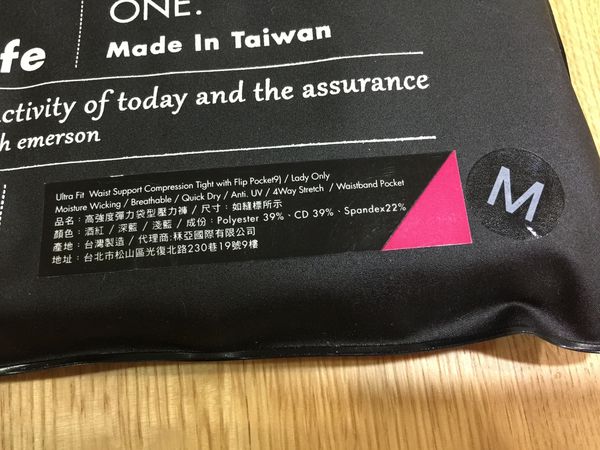 ONE.
fe
Made In Taiwan
ctivity of today and the assurance
h emerson
Ultra Fit Waist Support Compression Tight with Flip Pocket9] / Lady Only
Moisture Wicking / Breathable / Quick Dry / Anti. UV / 4Way Stretch / Waistband Pocket
品名：高強度彈力袋型壓力褲 / 尺寸：如縫標所示
顏色：酒紅 / 深藍 / 淺藍 / 成份：Polyester 39%、CD 39%、Spandex22%
產地：台灣製造 / 代理商:秝亞國際有限公司
地址：台北市松山區光復北路230巷19號9樓
M